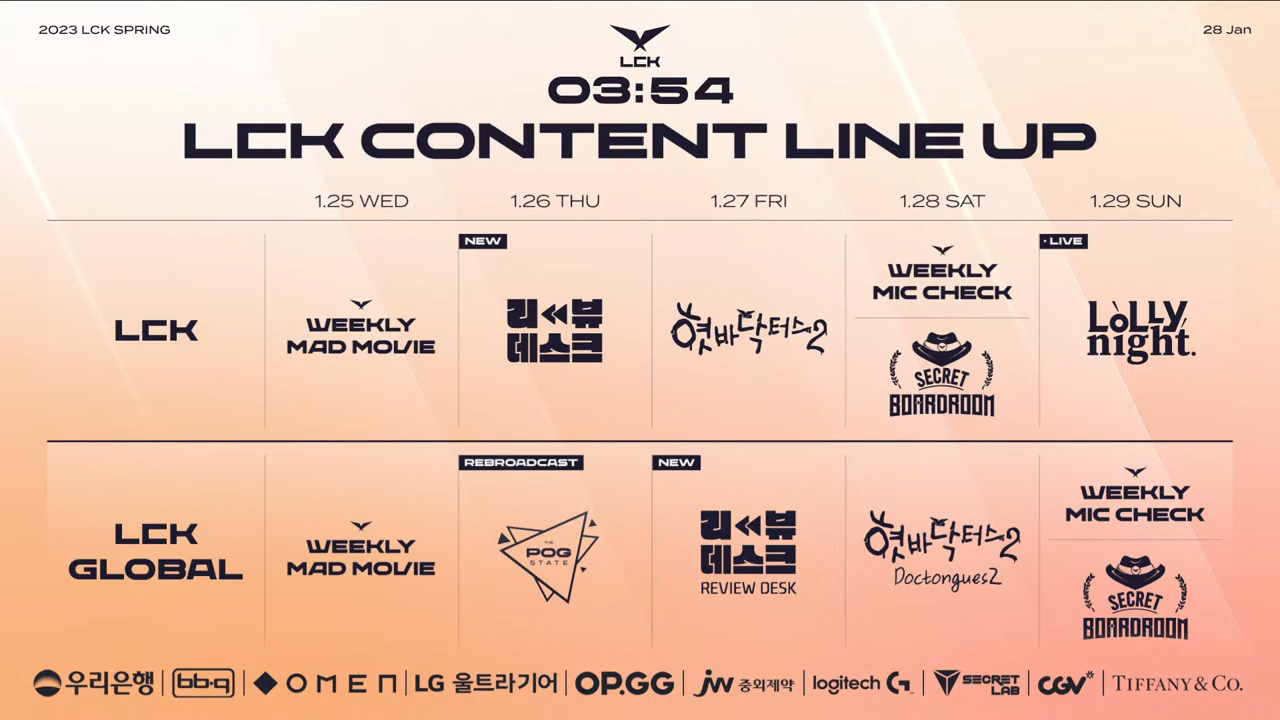 2023 LCK SPRING
28 Jan
LCK
03:54
LCK CONTENT LINE UP
1.25 WED
1.26 THU
1.27 FRI
1.28 SAT
1.29 SUN
LCK
WEEKLY
MAD MOVIE
NEW
리뷰
데스크
혓바닥터스2
WEEKLY
MIC CHECK
SECRET
BOARDROOM
· LIVE
LOLLY
night.
LCK
GLOBAL
WEEKLY
MAD MOVIE
REBROADCAST
THE
POG
STATE
NEW
리뷰
데스크
REVIEW DESK
혓바닥터스2
Doctongues2
WEEKLY
MIC CHECK
SECRET
BOARDROOM
우리은행 bb.q OMEN LG 울트라기어 OP.GG jw 중외제약 logitech G SECRET LAB CGV* TIFFANY & CO.